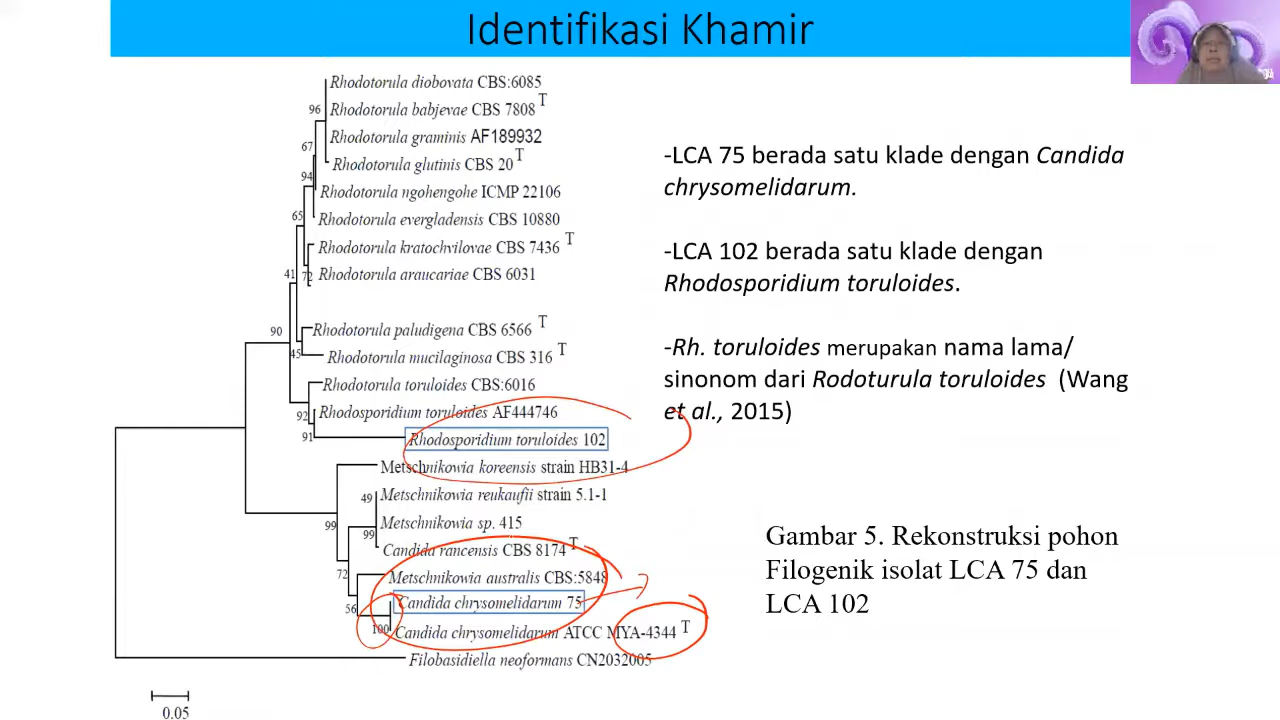 Identifikasi Khamir
Rhodotorula diobovata CBS:6085
96
Rhodotorula babjevae CBS 7808 T
Rhodotorula graminis AF189932
67
Rhodotorula glutinis CBS 20 T
94
Rhodotorula ngohengohe ICMP 22106
65
Rhodotorula evergladensis CBS 10880
Rhodotorula kratochvilovae CBS 7436 T
41
72
Rhodotorula araucariae CBS 6031
90
Rhodotorula paludigena CBS 6566 T
45
Rhodotorula mucilaginosa CBS 316 T
Rhodotorula toruloides CBS:6016
92
Rhodosporidium toruloides AF444746
91
Rhodosporidium toruloides 102
Metschnikowia koreensis strain HB31-4
49
Metschnikowia reukaufii strain 5.1-1
99
Metschnikowia sp. 415
99
Candida rancensis CBS 8174 T
72
Metschnikowia australis CBS:5848
56
Candida chrysomelidarum 75
100
Candida chrysomelidarum ATCC MYA-4344 T
Filobasidiella neoformans CN2032005
0.05
-LCA 75 berada satu klade dengan Candida
chrysomelidarum.
-LCA 102 berada satu klade dengan
Rhodosporidium toruloides.
-Rh. toruloides merupakan nama lama/
sinonom dari Rodoturula toruloides (Wang
et al., 2015)
Gambar 5. Rekonstruksi pohon
Filogenik isolat LCA 75 dan
LCA 102